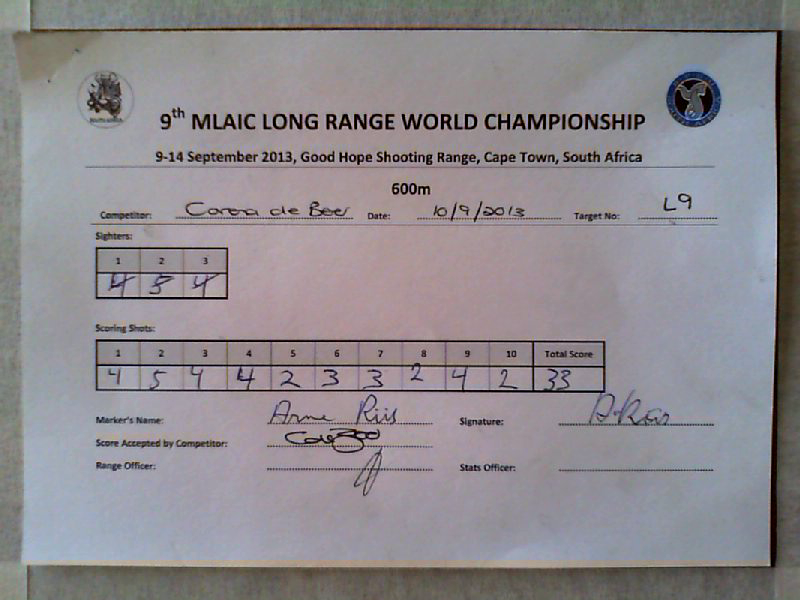 9th MLAIC LONG RANGE WORLD CHAMPIONSHIP
9-14 September 2013, Good Hope Shooting Range, Cape Town, South Africa
600m
Competitor: de Beer Date: 10/9/2013 Target No: L9
Sighters:
1 2 3
4 5 4
Scoring Shots:
1 2 3 4 5 6 7 8 9 10 Total Score
4 5 4 4 2 3 3 2 4 2 33
Marker's Name: Arne Riis Signature:
Score Accepted by Competitor:
Range Officer: Stats Officer: